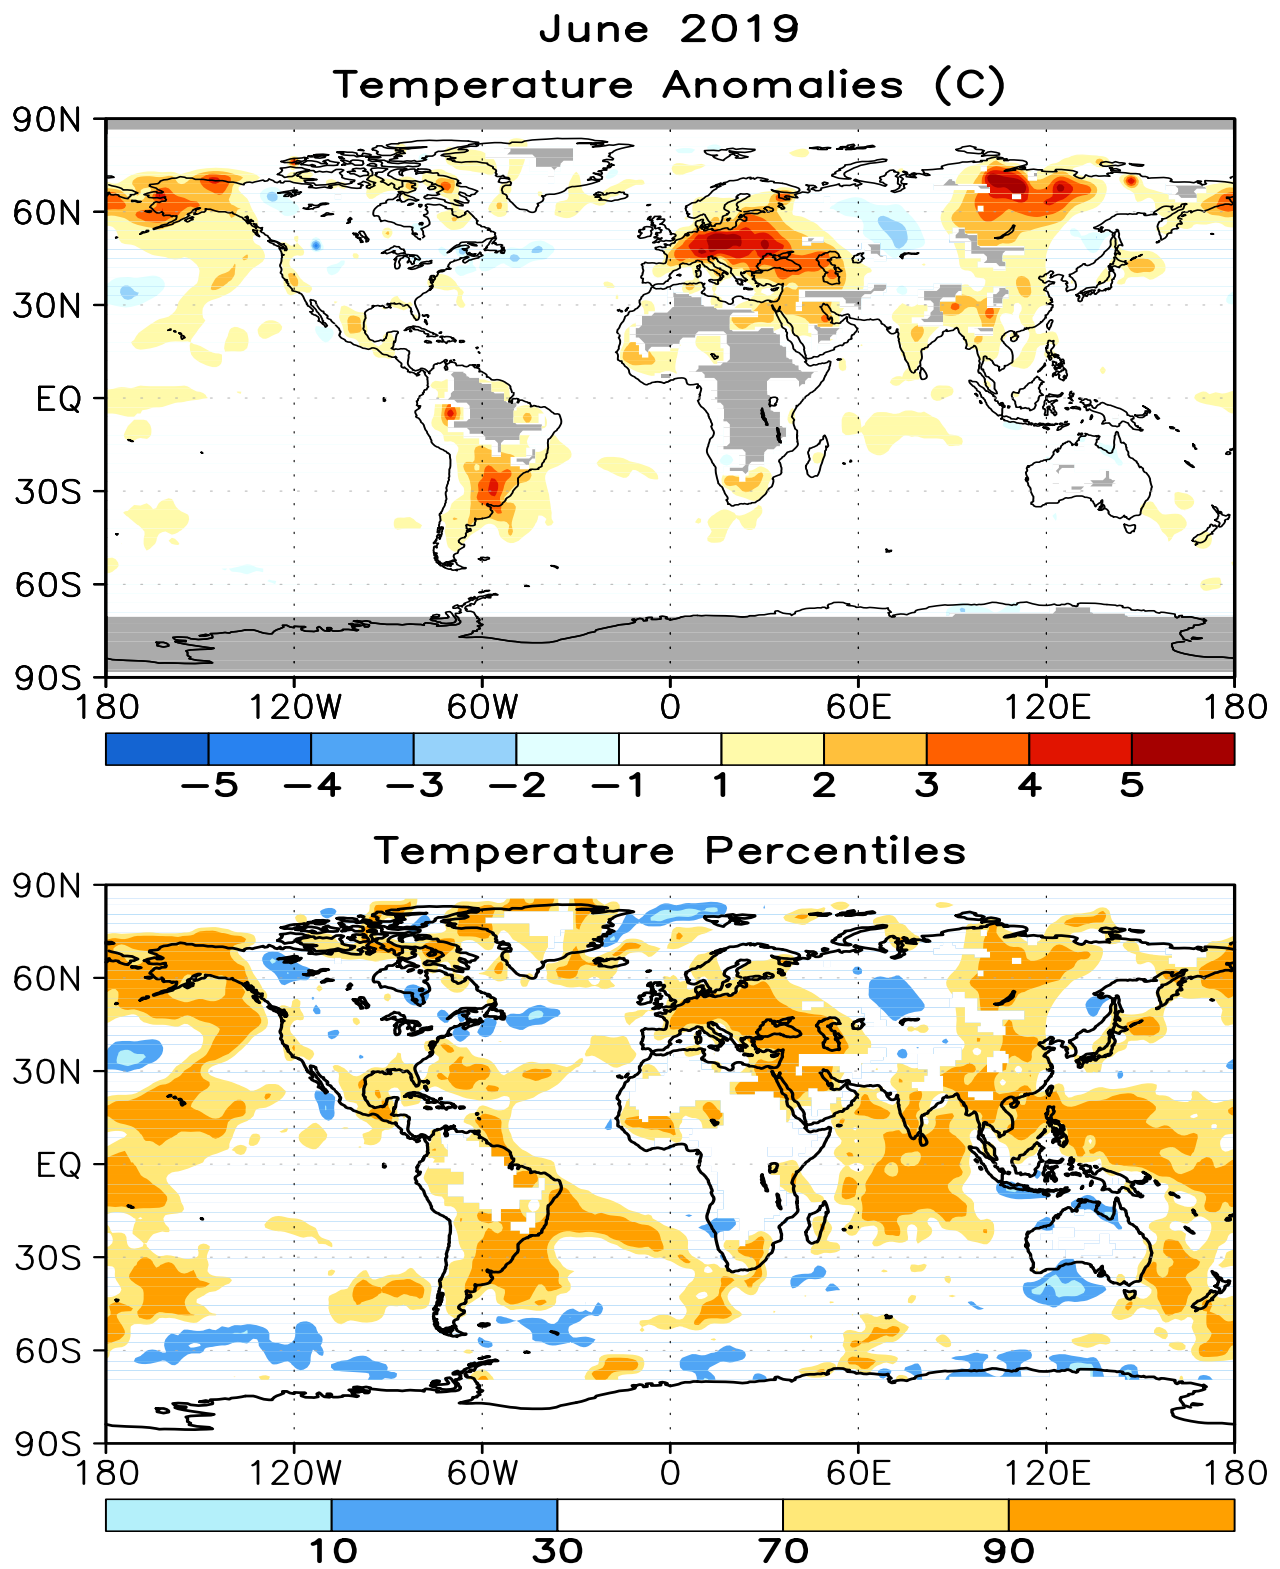 June 2019
Temperature Anomalies (C)
90N
60N
30N
EQ
30S
60S
90S
180 120W 60W 0 60E 120E 180
−5 −4 −3 −2 −1 1 2 3 4 5
Temperature Percentiles
90N
60N
30N
EQ
30S
60S
90S
180 120W 60W 0 60E 120E 180
10 30 70 90